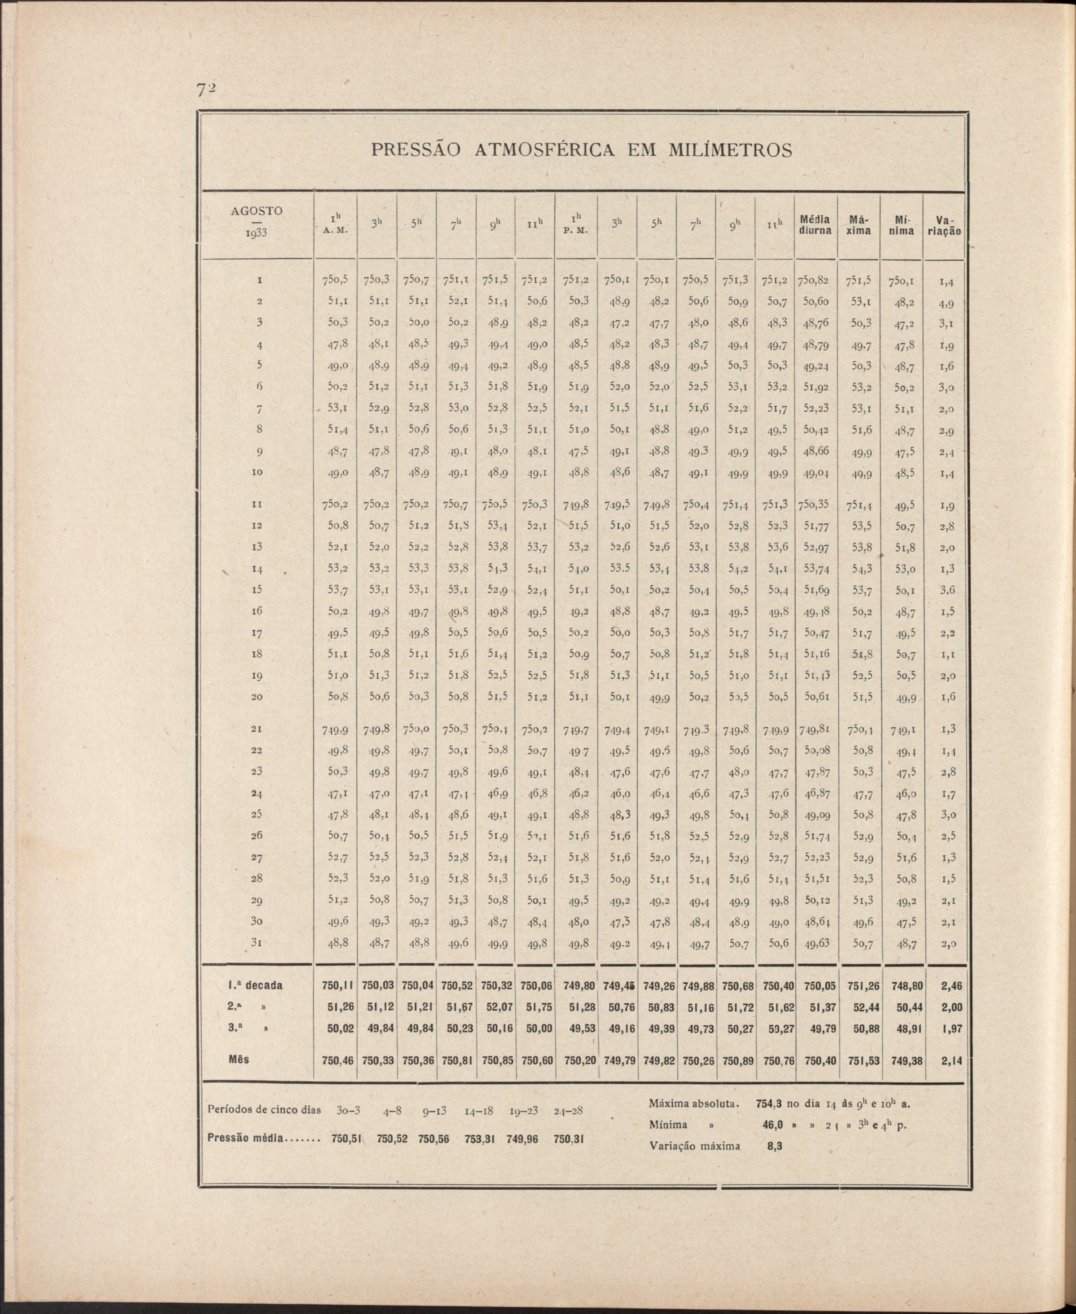 72
PRESSÃO ATMOSFÉRICA EM MILÍMETROS
AGOSTO — 1933 1h A. M. 3h 5h 7h 9h 11h 1h P. M. 3h 5h 7h 9h 11h Média diurna Má-xima Mí-nima Va-riação
1 750,5 750,3 750,7 751,1 751,5 751,2 751,2 750,1 750,1 750,5 751,3 751,2 750,82 751,5 750,1 1,4
2 51,1 51,1 51,1 52,1 51,4 50,6 50,3 48,9 48,2 50,6 50,9 50,7 50,60 53,1 48,2 4,9
3 50,3 50,2 50,0 50,2 48,9 48,2 48,2 47,2 47,7 48,0 48,6 48,3 48,76 50,3 47,2 3,1
4 47,8 48,1 48,5 49,3 49,4 49,0 48,5 48,2 48,3 48,7 49,4 49,7 48,79 49,7 47,8 1,9
5 49,0 48,9 48,9 49,4 49,2 48,9 48,5 48,8 48,9 49,5 50,3 50,3 49,24 50,3 48,7 1,6
6 50,2 51,2 51,1 51,3 51,8 51,9 51,9 52,0 52,0 52,5 53,1 53,2 51,92 53,2 50,2 3,0
7 53,1 52,9 52,8 53,0 52,8 52,5 52,1 51,5 51,1 51,6 52,2 51,7 52,23 53,1 51,1 2,0
8 51,4 51,1 50,6 50,6 51,3 51,1 51,0 50,1 48,8 49,0 51,2 49,5 50,42 51,6 48,7 2,9
9 48,7 47,8 47,8 49,1 48,0 48,1 47,5 49,1 48,8 49.3 49,9 49,5 48,66 49,9 47,5 2,4
10 49,0 48,7 48,9 49,1 48,9 49,1 48,8 48,6 48,7 49,1 49,9 49,9 49,04 49,9 48,5 1,4
11 750,2 750,2 750,2 750,7 750,5 750,3 749,8 749,5 749,8 750,4 751,4 751,3 750,35 751,4 49,5 1,9
12 50,8 50,7 51,2 51,8 53,4 52,1 51,5 51,0 51,5 52,0 52,8 52,3 51,77 53,5 50,7 2,8
13 52,1 52,0 52,2 52,8 53,8 53,7 53,2 52,6 52,6 53,1 53,8 53,6 52,97 53,8 51,8 2,0
14 53,2 53,2 53,3 53,8 54,3 54,1 54,0 53.5 53,4 53,8 54,2 54,1 53,74 54,3 53,0 1,3
15 53,7 53,1 53,1 53,1 52,9 52,4 51,1 50,1 50,2 50,4 50,5 50,4 51,69 53,7 50,1 3.6
16 50,2 49,8 49,7 49,8 49,8 49,5 49,2 48,8 48,7 49,2 49,5 49,8 49,48 50,2 48,7 1,5
17 49,5 49,5 49,8 50,5 50,6 50,5 50,2 50,0 50,3 50,8 51,7 51,7 50,47 51,7 49,5 2,2
18 51,1 50,8 51,1 51,6 51,4 51,2 50,9 50,7 50,8 51,2 51,8 51,4 51,16 51,8 50,7 1,1
19 51,0 51,3 51,2 51,8 52,5 52,5 51,8 51,3 51,1 50,5 51,0 51,1 51,43 52,5 50,5 2,0
20 50,8 50,6 50,3 50,8 51,5 51,2 51,1 50,1 49,9 50,2 50,5 50,5 50,61 51,5 49,9 1,6
21 749,9 749,8 750,0 750,3 750,4 750,2 749,7 749,4 749,1 749.3 749,8 749,9 749,81 750,4 749,1 1,3
22 49,8 49,8 49,7 50,1 50,8 50,7 49 7 49,5 49,6 49,8 50,6 50,7 50,08 50,8 49,4 1,4
23 50,3 49,8 49,7 49,8 49,6 49,1 48,4 47,6 47,6 47,7 48,0 47,7 47,87 50,3 47,5 2,8
24 47,1 47,0 47,1 47,4 46,9 46,8 46,2 46,0 46,4 46,6 47,3 47,6 46,87 47,7 46,0 1,7
25 47,8 48,1 48,4 48,6 49,1 49,1 48,8 48,3 49,3 49,8 50,4 50,8 49,09 50,8 47,8 3,0
26 50,7 50,4 50,5 51,5 51,9 52,1 51,6 51,6 51,8 52,5 52,9 52,8 51,74 52,9 50,4 2,5
27 52,7 52,5 52,3 52,8 52,4 52,1 51,8 51,6 52,0 52,4 52,9 52,7 52,23 52,9 51,6 1,3
28 52,3 52,0 51,9 51,8 51,3 51,6 51,3 50,9 51,1 51,4 51,6 51,4 51,51 52,3 50,8 1,5
29 51,2 50,8 50,7 51,3 50,8 50,1 49,5 49,2 49,2 49,4 49,9 49,8 50,12 51,3 49,2 2,1
30 49,6 49,3 49,2 49,3 48,7 48,4 48,0 47,5 47,8 48,4 48,9 49,0 48,64 49,6 47,5 2,1
31 48,8 48,7 48,8 49,6 49,9 49,8 49,8 49.2 49,4 49,7 50,7 50,6 49,63 50,7 48,7 2,0
1.ª decada 750,11 750,03 750,04 750,52 750,32 750,06 749,80 749,45 749,26 749,88 750,68 750,40 750,05 751,26 748,80 2,46
2.ª » 51,26 51,12 51,21 51,67 52,07 51,75 51,28 50,76 50,83 51,16 51,72 51,62 51,37 52,44 50,44 2,00
3.ª » 50,02 49,84 49,84 50,23 50,16 50,00 49,53 49,16 49,39 49,73 50,27 59,27 49,79 50,88 48,91 1,97
Mês 750,46 750,33 750,36 750,81 750,85 750,60 750,20 749,79 749,82 750,26 750,89 750,76 750,40 751,53 749,38 2,14
Períodos de cinco dias 30–3 4–8 9–13 14–18 19–23 24–28
Pressão média....... 750,51 750,52 750,56 753,31 749,96 750,31
Máxima absoluta. 754,3 no dia 14 ás 9h e 10h a.
Mínima » 46,0 » » 24 » 3h e 4h p.
Variação máxima 8,3